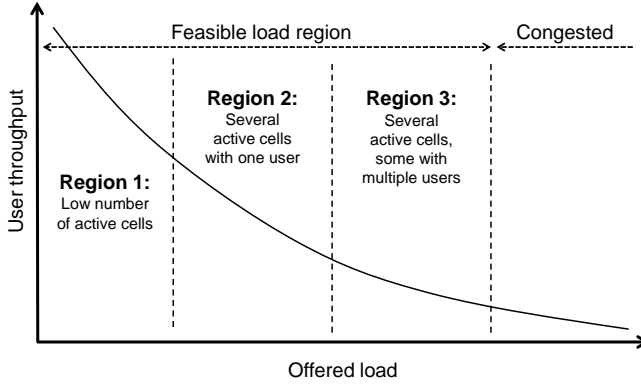 Feasible load region
Congested
Region 1:
Low number
of active cells
Region 2:
Several
active cells
with one user
Region 3:
Several
active cells,
some with
multiple users
User throughput
Offered load